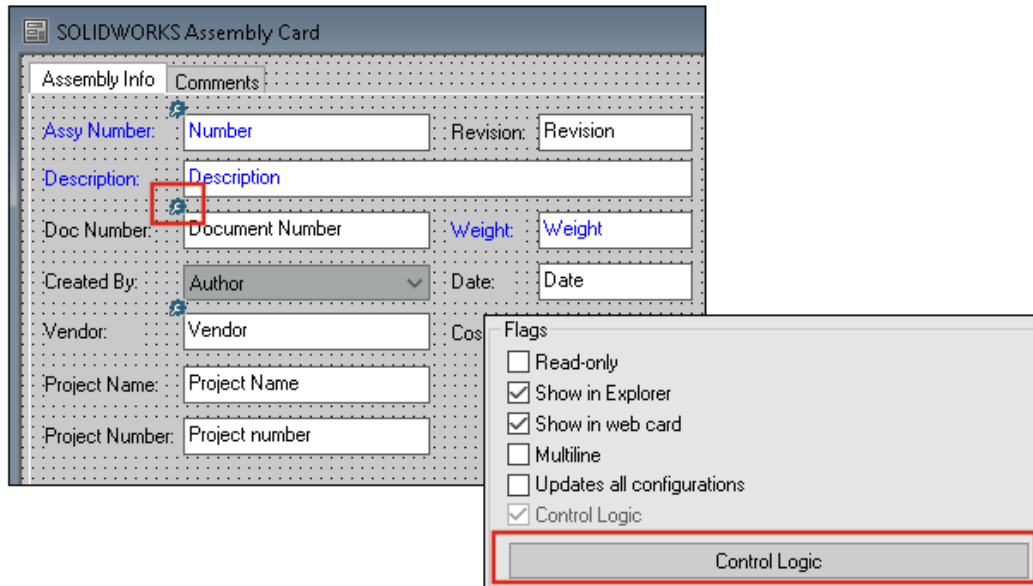 SOLIDWORKS Assembly Card
Assembly Info Comments
Assy Number: Number Revision: Revision
Description: Description
Doc Number: Document Number Weight: Weight
Created By: Author Date: Date
Vendor: Vendor Cos
Project Name: Project Name
Project Number: Project number
Flags
Read-only
Show in Explorer
Show in web card
Multiline
Updates all configurations
Control Logic
Control Logic